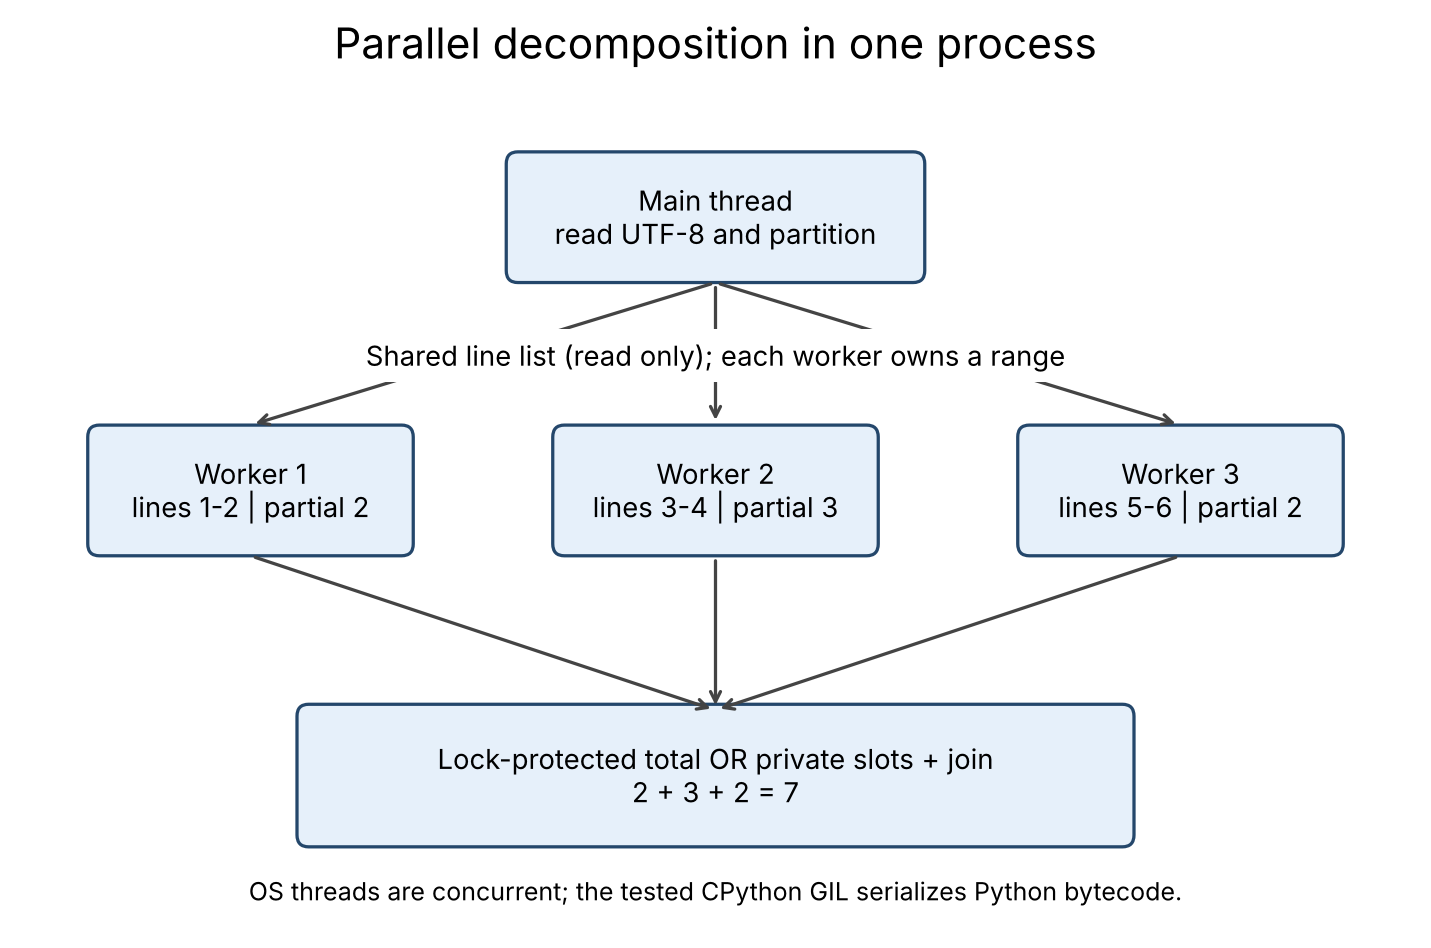 Parallel decomposition in one process
Main thread
read UTF-8 and partition
Shared line list (read only); each worker owns a range
Worker 1
lines 1-2 | partial 2
Worker 2
lines 3-4 | partial 3
Worker 3
lines 5-6 | partial 2
Lock-protected total OR private slots + join
2 + 3 + 2 = 7
OS threads are concurrent; the tested CPython GIL serializes Python bytecode.